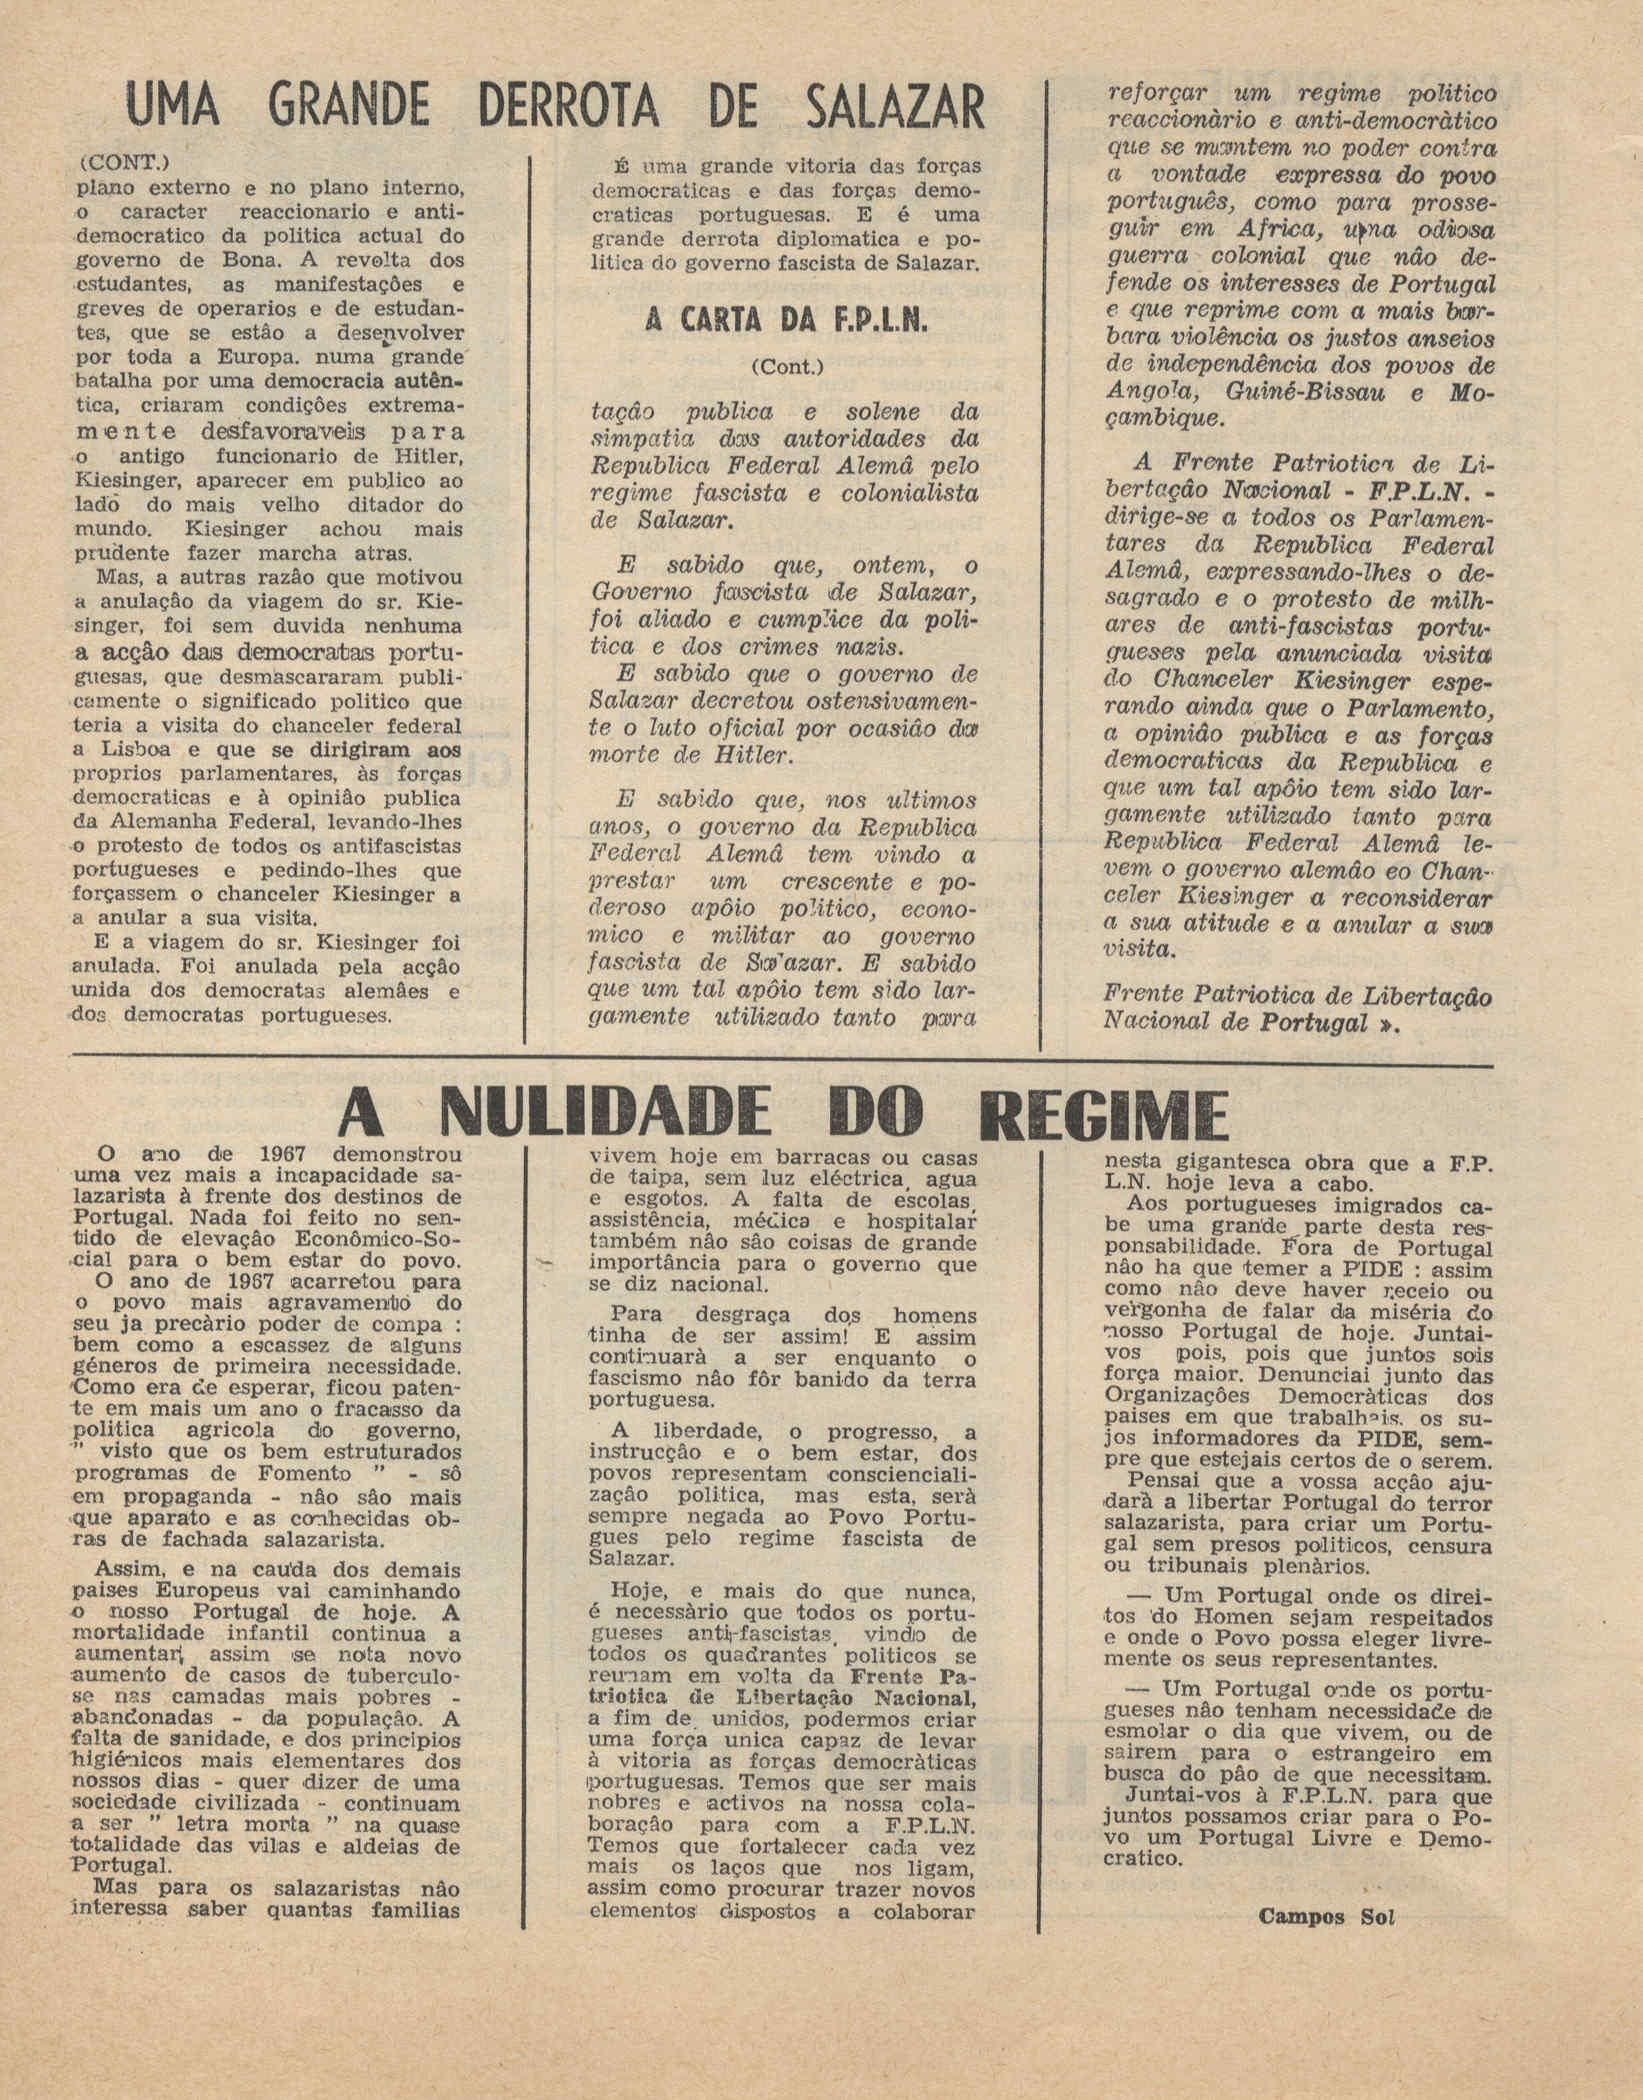 UMA GRANDE DERROTA DE SALAZAR
(CONT.)
plano externo e no plano interno,
o caracter reaccionario e anti-
democratico da politica actual do
governo de Bona. A revolta dos
estudantes, as manifestações e
greves de operarios e de estudan-
tes, que se estâo a desenvolver
por toda a Europa. numa grande
batalha por uma democracia autên-
tica, criaram condições extrema-
mente desfavoraveis para
o antigo funcionario de Hitler,
Kiesinger, aparecer em publico ao
lado do mais velho ditador do
mundo. Kiesinger achou mais
prudente fazer marcha atras.
Mas, a autras razâo que motivou
a anulaçâo da viagem do sr. Kie-
singer, foi sem duvida nenhuma
a acçâo das democratas portu-
guesas, que desmascararam publi-
camente o significado politico que
teria a visita do chanceler federal
a Lisboa e que se dirigiram aos
proprios parlamentares, às forças
democraticas e à opiniâo publica
da Alemanha Federal, levando-lhes
o protesto de todos os antifascistas
portugueses e pedindo-lhes que
forçassem o chanceler Kiesinger a
a anular a sua visita.
E a viagem do sr. Kiesinger foi
anulada. Foi anulada pela acçâo
unida dos democratas alemâes e
dos democratas portugueses.
É uma grande vitoria das forças
democraticas e das forças demo-
craticas portuguesas. E é uma
grande derrota diplomatica e po-
litica do governo fascista de Salazar.
A CARTA DA F.P.L.N.
(Cont.)
taçâo publica e solene da
simpatia das autoridades da
Republica Federal Alemâ pelo
regime fascista e colonialista
de Salazar.
E sabido que, ontem, o
Governo fascista de Salazar,
foi aliado e cumplice da poli-
tica e dos crimes nazis.
E sabido que o governo de
Salazar decretou ostensivamen-
te o luto oficial por ocasiâo da
morte de Hitler.
E sabido que, nos ultimos
anos, o governo da Republica
Federal Alemâ tem vindo a
prestar um crescente e po-
deroso apôio politico, econo-
mico e militar ao governo
fascista de Salazar. E sabido
que um tal apôio tem sido lar-
gamente utilizado tanto para
reforçar um regime politico
reaccionàrio e anti-democràtico
que se mantem no poder contra
a vontade expressa do povo
português, como para prosse-
guir em Africa, uma odiosa
guerra colonial que nâo de-
fende os interesses de Portugal
e que reprime com a mais bar-
bara violência os justos anseios
de independência dos povos de
Angola, Guiné-Bissau e Mo-
çambique.
A Frente Patriotica de Li-
bertaçâo Nacional - F.P.L.N. -
dirige-se a todos os Parlamen-
tares da Republica Federal
Alemâ, expressando-lhes o de-
sagrado e o protesto de milh-
ares de anti-fascistas portu-
gueses pela anunciada visita
do Chanceler Kiesinger espe-
rando ainda que o Parlamento,
a opiniâo publica e as forças
democraticas da Republica e
que um tal apôio tem sido lar-
gamente utilizado tanto para
Republica Federal Alemâ le-
vem o governo alemâo eo Chan-
celer Kiesinger a reconsiderar
a sua atitude e a anular a sua
visita.
Frente Patriotica de Libertaçâo
Nacional de Portugal ».
A NULIDADE DO REGIME
O ano de 1967 demonstrou
uma vez mais a incapacidade sa-
lazarista à frente dos destinos de
Portugal. Nada foi feito no sen-
tido de elevaçâo Econômico-So-
cial para o bem estar do povo.
O ano de 1967 acarretou para
o povo mais agravamento do
seu ja precàrio poder de compa :
bem como a escassez de alguns
géneros de primeira necessidade.
Como era de esperar, ficou paten-
te em mais um ano o fracasso da
politica agricola do governo,
" visto que os bem estruturados
programas de Fomento " - sô
em propaganda - nâo sâo mais
que aparato e as conhecidas ob-
ras de fachada salazarista.
Assim, e na cauda dos demais
paises Europeus vai caminhando
o nosso Portugal de hoje. A
mortalidade infantil continua a
aumentar; assim se nota novo
aumento de casos de tuberculo-
se nas camadas mais pobres -
abandonadas - da populaçâo. A
falta de sanidade, e dos principios
higiénicos mais elementares dos
nossos dias - quer dizer de uma
sociedade civilizada - continuam
a ser " letra morta " na quase
totalidade das vilas e aldeias de
Portugal.
Mas para os salazaristas nâo
interessa saber quantas familias
vivem hoje em barracas ou casas
de taipa, sem luz eléctrica, agua
e esgotos. A falta de escolas,
assistência, médica e hospitalar
também nâo sâo coisas de grande
importância para o governo que
se diz nacional.
Para desgraça dos homens
tinha de ser assim! E assim
continuarà a ser enquanto o
fascismo nâo fôr banido da terra
portuguesa.
A liberdade, o progresso, a
instrucçâo e o bem estar, dos
povos representam conscienciali-
zaçâo politica, mas esta, serà
sempre negada ao Povo Portu-
gues pelo regime fascista de
Salazar.
Hoje, e mais do que nunca,
é necessàrio que todos os portu-
gueses anti-fascistas, vindo de
todos os quadrantes politicos se
reunam em volta da Frente Pa-
triotica de Libertaçâo Nacional,
a fim de unidos, podermos criar
uma força unica capaz de levar
à vitoria as forças democràticas
portuguesas. Temos que ser mais
nobres e activos na nossa cola-
boraçâo para com a F.P.L.N.
Temos que fortalecer cada vez
mais os laços que nos ligam,
assim como procurar trazer novos
elementos dispostos a colaborar
nesta gigantesca obra que a F.P.
L.N. hoje leva a cabo.
Aos portugueses imigrados ca-
be uma grande parte desta res-
ponsabilidade. Fora de Portugal
nâo ha que temer a PIDE : assim
como nâo deve haver receio ou
vergonha de falar da miséria do
nosso Portugal de hoje. Juntai-
vos pois, pois que juntos sois
força maior. Denunciai junto das
Organizações Democràticas dos
paises em que trabalhais, os su-
jos informadores da PIDE, sem-
pre que estejais certos de o serem.
Pensai que a vossa acçâo aju-
darà a libertar Portugal do terror
salazarista, para criar um Portu-
gal sem presos politicos, censura
ou tribunais plenàrios.
— Um Portugal onde os direi-
tos do Homen sejam respeitados
e onde o Povo possa eleger livre-
mente os seus representantes.
— Um Portugal onde os portu-
gueses nâo tenham necessidade de
esmolar o dia que vivem, ou de
sairem para o estrangeiro em
busca do pâo de que necessitam.
Juntai-vos à F.P.L.N. para que
juntos possamos criar para o Po-
vo um Portugal Livre e Demo-
cratico.
Campos Sol